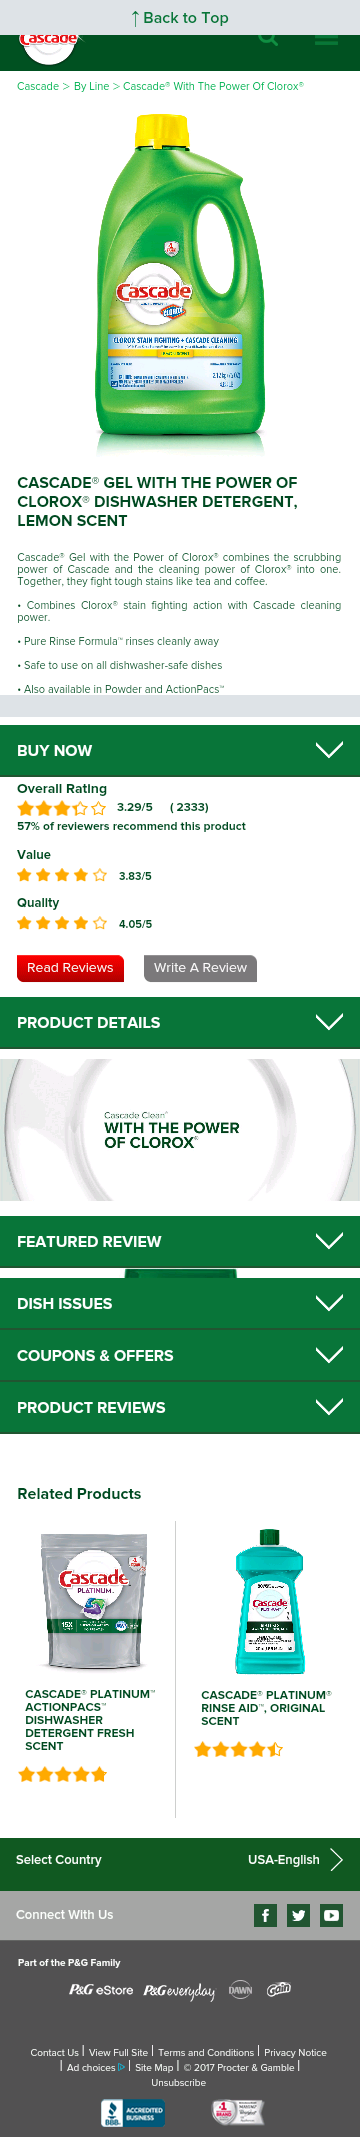 ↑ Back to Top
Cascade
Cascade > By Line > Cascade® With The Power Of Clorox®
Cascade
CLOROX
CLOROX STAIN FIGHTING + CASCADE CLEANING
CASCADE® GEL WITH THE POWER OF
CLOROX® DISHWASHER DETERGENT,
LEMON SCENT
Cascade® Gel with the Power of Clorox® combines the scrubbing
power of Cascade and the cleaning power of Clorox® into one.
Together, they fight tough stains like tea and coffee.
• Combines Clorox® stain fighting action with Cascade cleaning
power.
• Pure Rinse Formula™ rinses cleanly away
• Safe to use on all dishwasher-safe dishes
• Also available in Powder and ActionPacs™
BUY NOW
Overall Rating
3.29/5 ( 2333)
57% of reviewers recommend this product
Value
3.83/5
Quality
4.05/5
Read Reviews Write A Review
PRODUCT DETAILS
Cascade Clean™
WITH THE POWER
OF CLOROX®
FEATURED REVIEW
DISH ISSUES
COUPONS & OFFERS
PRODUCT REVIEWS
Related Products
Cascade
PLATINUM
Cascade
CASCADE® PLATINUM™
ACTIONPACS™
DISHWASHER
DETERGENT FRESH
SCENT
CASCADE® PLATINUM®
RINSE AID™, ORIGINAL
SCENT
Select Country USA-English
Connect With Us
Part of the P&G Family
P&G eStore P&G everyday DAWN Gain
Contact Us | View Full Site | Terms and Conditions | Privacy Notice
| Ad choices | Site Map | © 2017 Procter & Gamble |
Unsubscribe
BBB ACCREDITED
BUSINESS